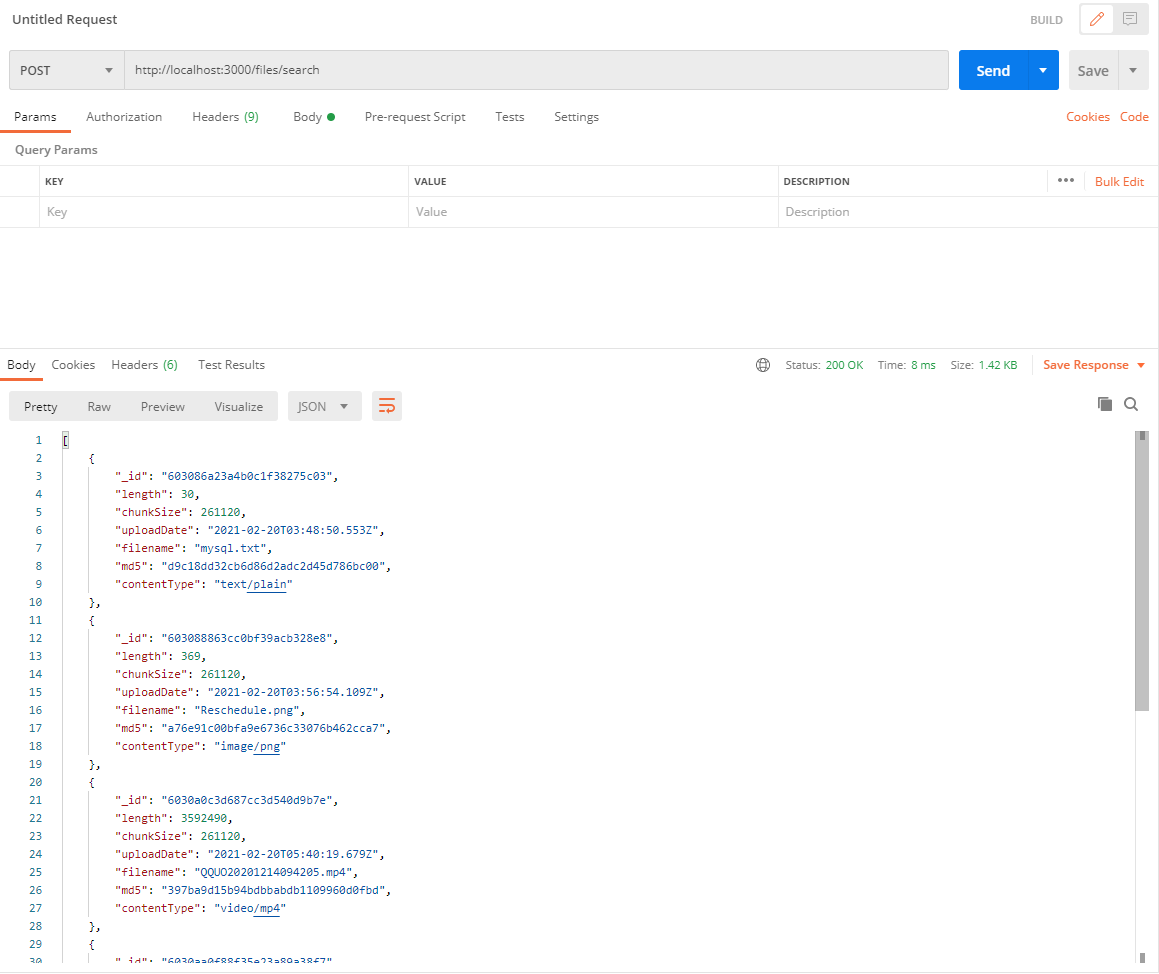 Untitled Request
BUILD
POST
http://localhost:3000/files/search
Send
Save
Params
Authorization
Headers (9)
Body
Pre-request Script
Tests
Settings
Cookies
Code
Query Params
KEY
VALUE
DESCRIPTION
Bulk Edit
Key
Value
Description
Body
Cookies
Headers (6)
Test Results
Status: 200 OK
Time: 8 ms
Size: 1.42 KB
Save Response
Pretty
Raw
Preview
Visualize
JSON
1 [
2 {
3 "_id": "603086a23a4b0c1f38275c03",
4 "length": 30,
5 "chunkSize": 261120,
6 "uploadDate": "2021-02-20T03:48:50.553Z",
7 "filename": "mysql.txt",
8 "md5": "d9c18dd32cb6d86d2adc2d45d786bc00",
9 "contentType": "text/plain"
10 },
11 {
12 "_id": "603088863cc0bf39acb328e8",
13 "length": 369,
14 "chunkSize": 261120,
15 "uploadDate": "2021-02-20T03:56:54.109Z",
16 "filename": "Reschedule.png",
17 "md5": "a76e91c00bfa9e6736c33076b462cca7",
18 "contentType": "image/png"
19 },
20 {
21 "_id": "6030a0c3d687cc3d540d9b7e",
22 "length": 3592490,
23 "chunkSize": 261120,
24 "uploadDate": "2021-02-20T05:40:19.679Z",
25 "filename": "QQUO20201214094205.mp4",
26 "md5": "397ba9d15b94bdbbabdb1109960d0fbd",
27 "contentType": "video/mp4"
28 },
29 {
30 "_id": "6030aa0f88f35e23a89a38f7",